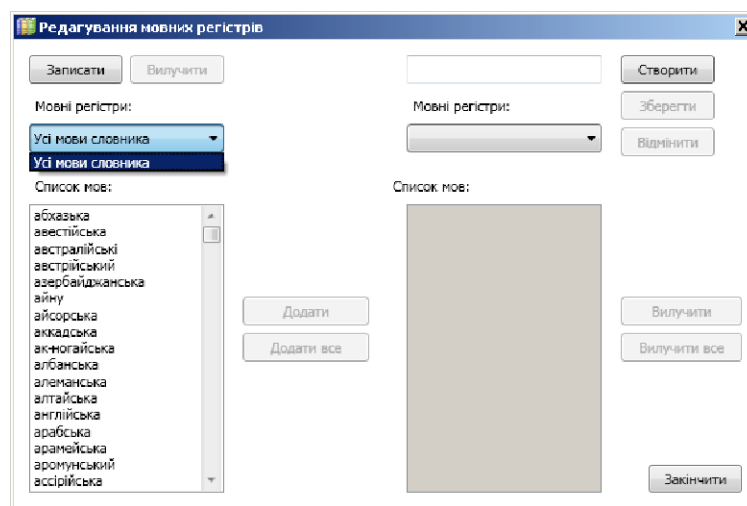 Редагування мовних регістрів
Записати Вилучити Створити
Мовні регістри: Мовні регістри: Зберегти
Усі мови словника Відмінити
Усі мови словника
Список мов: Список мов:
абхазька
авестійська
австралійські
австрійський
азербайджанська
айну
айсорська
аккадська
ак-ногайська
албанська
алеманська
алтайська
англійська
арабська
арамейська
аромунський
ассірійська
Додати Вилучити
Додати все Вилучити все
Закінчити